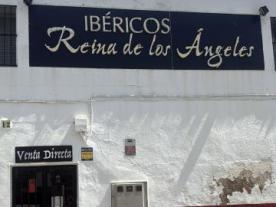 IBÉRICOS
Reina de los Ángeles
Venta Directa